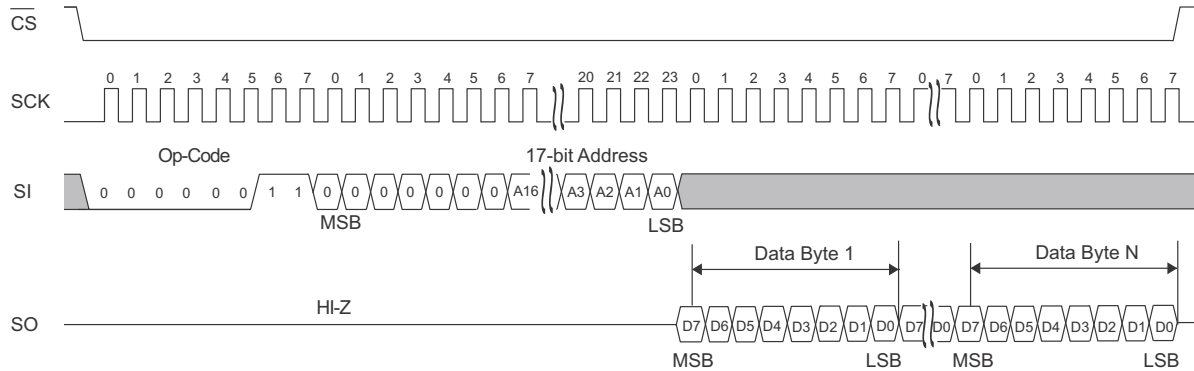 CS
0 1 2 3 4 5 6 7 0 1 2 3 4 5 6 7 20 21 22 23 0 1 2 3 4 5 6 7 0 7 0 1 2 3 4 5 6 7
SCK
Op-Code 17-bit Address
SI 0 0 0 0 0 0 1 1 0 0 0 0 0 0 0 A16 A3 A2 A1 A0
MSB LSB
Data Byte 1 Data Byte N
HI-Z
SO D7 D6 D5 D4 D3 D2 D1 D0 D7 D0 D7 D6 D5 D4 D3 D2 D1 D0
MSB LSB MSB LSB